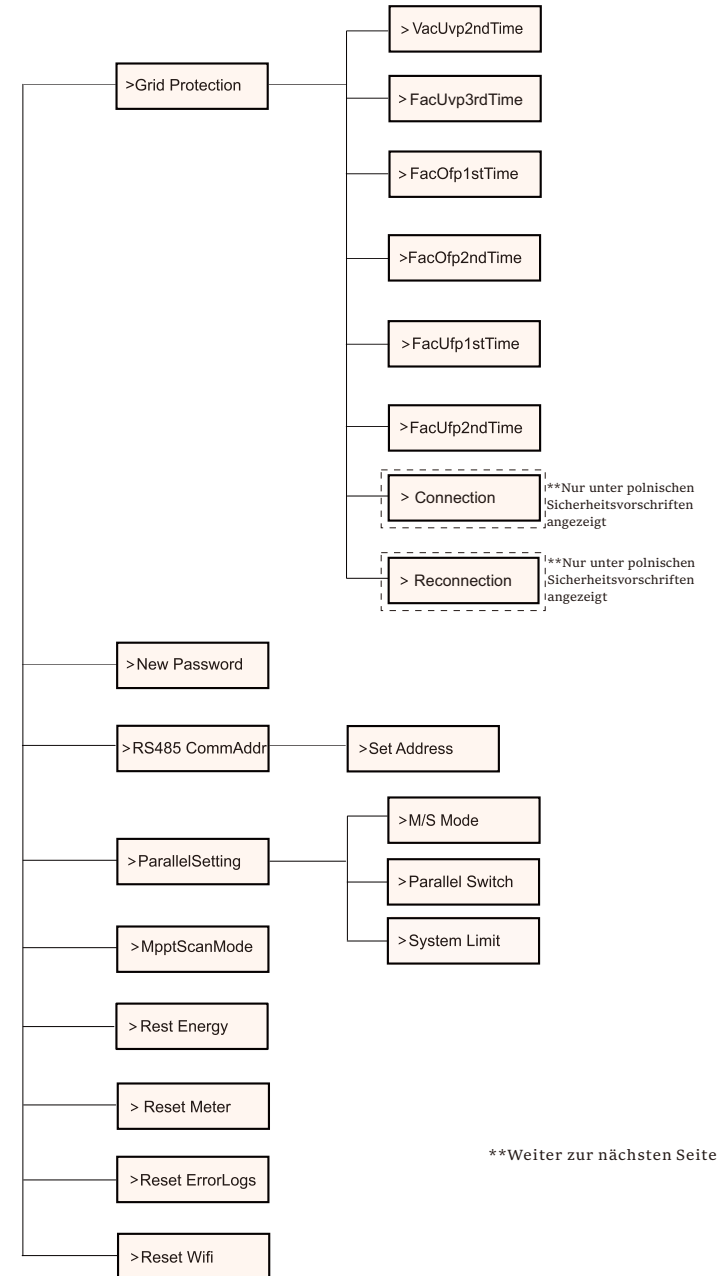 > VacUvp2ndTime
>Grid Protection
> FacUvp3rdTime
> FacOfp1stTime
>FacOfp2ndTime
>FacUfp1stTime
>FacUfp2ndTime
> Connection
**Nur unter polnischen
Sicherheitsvorschriften
angezeigt
> Reconnection
**Nur unter polnischen
Sicherheitsvorschriften
angezeigt
>New Password
>RS485 CommAddr
>Set Address
>M/S Mode
>ParallelSetting
>Parallel Switch
>System Limit
>MpptScanMode
> Rest Energy
> Reset Meter
**Weiter zur nächsten Seite
>Reset ErrorLogs
>Reset Wifi